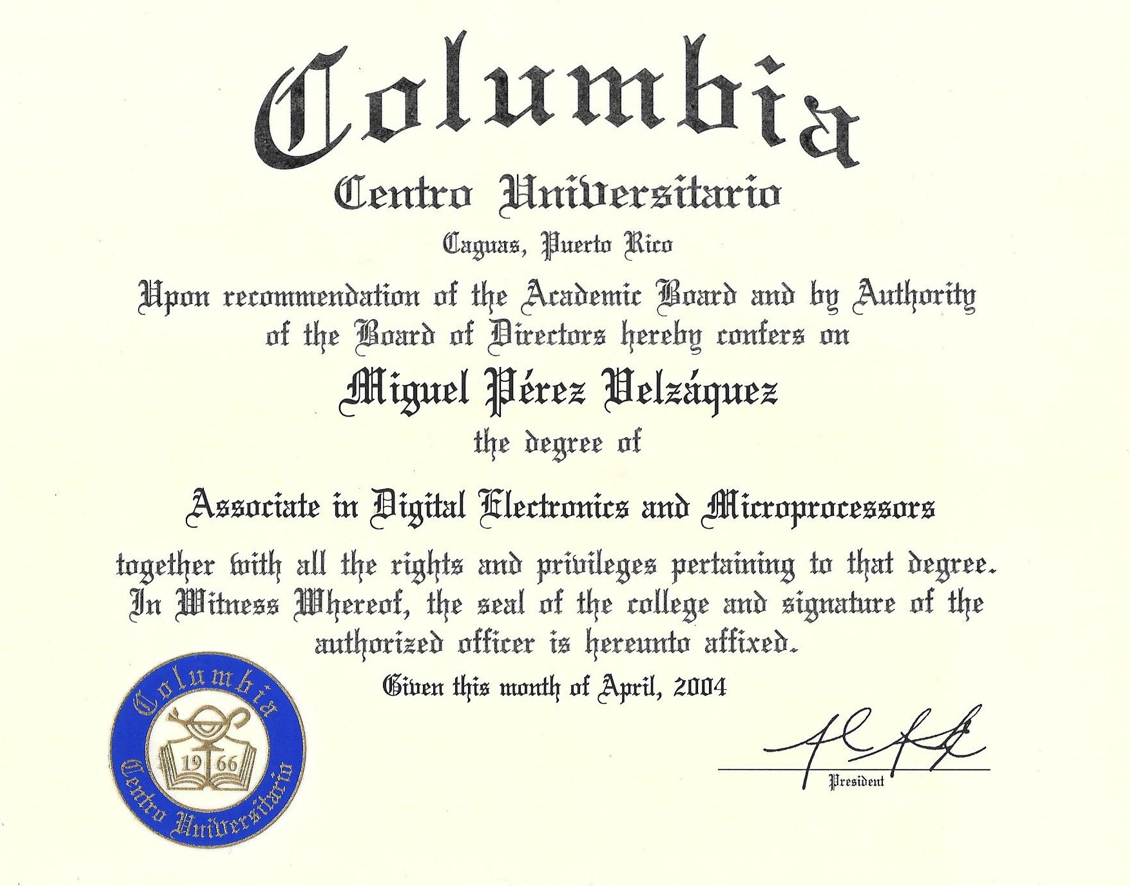 Columbia
Centro Universitario
Caguas, Puerto Rico
Upon recommendation of the Academic Board and by Authority
of the Board of Directors hereby confers on
Miguel Pérez Velzáquez
the degree of
Associate in Digital Electronics and Microprocessors
together with all the rights and privileges pertaining to that degree.
In Witness Whereof, the seal of the college and signature of the
authorized officer is hereunto affixed.
Given this month of April, 2004
President
Columbia
1966
Centro Universitario